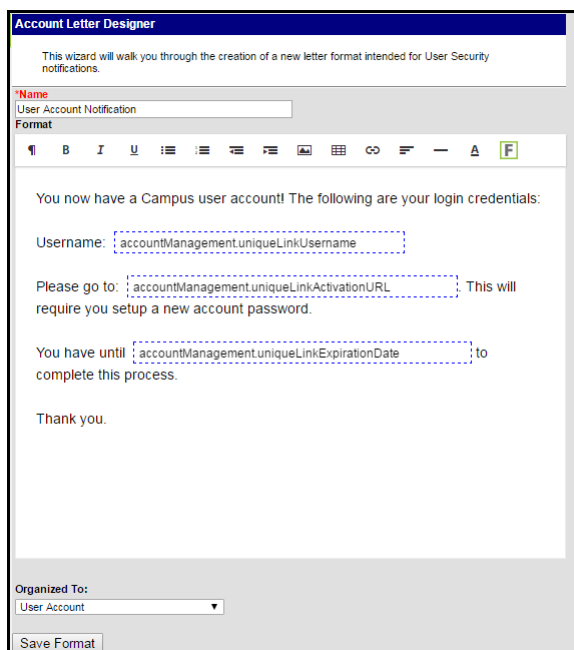 Account Letter Designer
This wizard will walk you through the creation of a new letter format intended for User Security
notifications.
*Name
User Account Notification
Format
¶ B I U A F
You now have a Campus user account! The following are your login credentials:
Username: accountManagement.uniqueLinkUsername
Please go to: accountManagement.uniqueLinkActivationURL . This will
require you setup a new account password.
You have until accountManagement.uniqueLinkExpirationDate to
complete this process.
Thank you.
Organized To:
User Account
Save Format